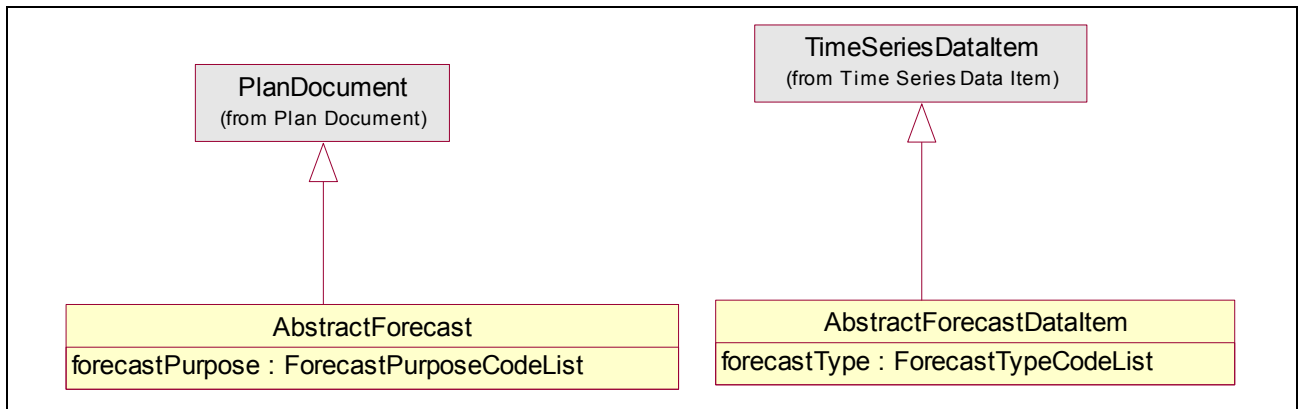 PlanDocument
(from Plan Document)
TimeSeriesDataItem
(from Time Series Data Item)
AbstractForecast
forecastPurpose : ForecastPurposeCodeList
AbstractForecastDataItem
forecastType : ForecastTypeCodeList